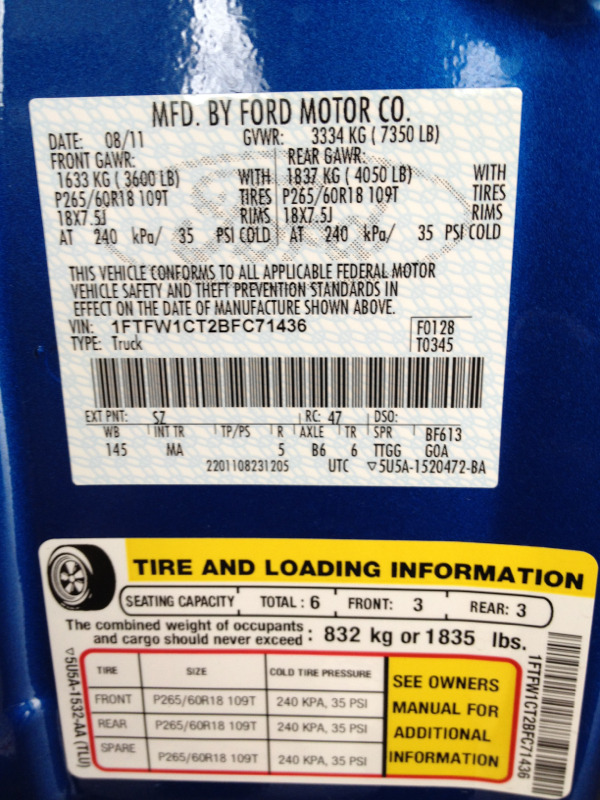 MFD. BY FORD MOTOR CO.
DATE: 08/11 GVWR: 3334 KG ( 7350 LB)
FRONT GAWR: REAR GAWR:
1633 KG ( 3600 LB) WITH 1837 KG ( 4050 LB) WITH
P265/60R18 109T TIRES P265/60R18 109T TIRES
18X7.5J RIMS 18X7.5J RIMS
AT 240 kPa/ 35 PSI COLD AT 240 kPa/ 35 PSI COLD
THIS VEHICLE CONFORMS TO ALL APPLICABLE FEDERAL MOTOR
VEHICLE SAFETY AND THEFT PREVENTION STANDARDS IN
EFFECT ON THE DATE OF MANUFACTURE SHOWN ABOVE.
VIN: 1FTFW1CT2BFC71436 F0128
TYPE: Truck T0345
EXT PNT: SZ RC: 47 DSO:
WB INT TR TP/PS R AXLE TR SPR BF613
145 MA 5 B6 6 TTGG GOA
2201108231205 UTC ▽5U5A-1520472-BA
TIRE AND LOADING INFORMATION
SEATING CAPACITY TOTAL : 6 FRONT: 3 REAR: 3
The combined weight of occupants
and cargo should never exceed : 832 kg or 1835 lbs.
TIRE SIZE COLD TIRE PRESSURE
FRONT P265/60R18 109T 240 KPA, 35 PSI
REAR P265/60R18 109T 240 KPA, 35 PSI
SPARE P265/60R18 109T 240 KPA, 35 PSI
SEE OWNERS
MANUAL FOR
ADDITIONAL
INFORMATION
▽5U5A-1532-AA (TLU)
1FTFW1CT2BFC71436